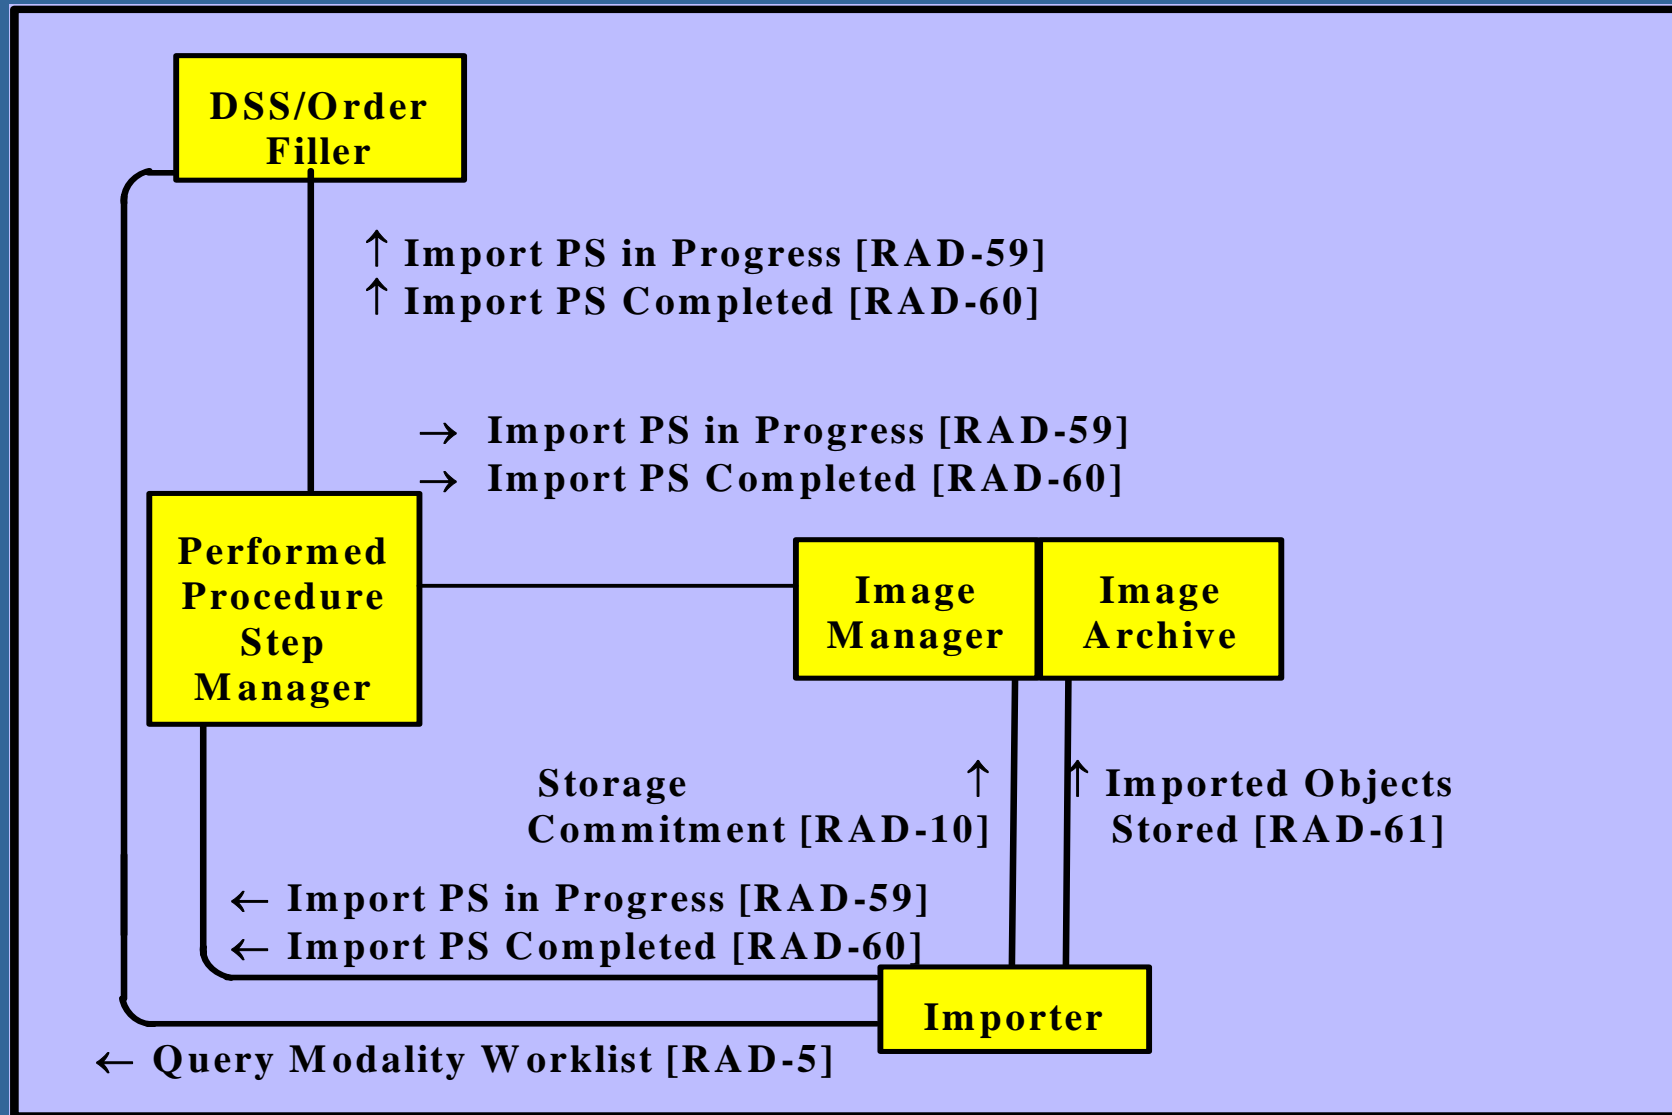 DSS/Order
Filler
↑ Import PS in Progress [RAD-59]
↑ Import PS Completed [RAD-60]
→ Import PS in Progress [RAD-59]
→ Import PS Completed [RAD-60]
Performed
Procedure
Step
Manager
Image
Manager
Image
Archive
Storage ↑
Commitment [RAD-10]
↑ Imported Objects
Stored [RAD-61]
← Import PS in Progress [RAD-59]
← Import PS Completed [RAD-60]
Importer
← Query Modality Worklist [RAD-5]